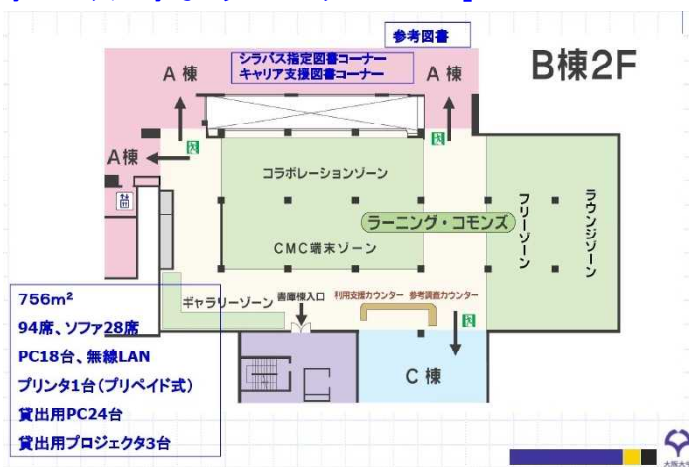 参考図書
シラバス指定図書コーナー
キャリア支援図書コーナー
B棟2F
A 棟
A 棟
A棟
コラボレーションゾーン
ラーニング・コモンズ
CMC端末ゾーン
フリーゾーン
ラウンジゾーン
ギャラリーゾーン
書庫棟入口
利用支援カウンター
参考調査カウンター
C 棟
756m²
94席、ソファ28席
PC18台、無線LAN
プリンタ1台(プリペイド式)
貸出用PC24台
貸出用プロジェクタ3台
大阪大学